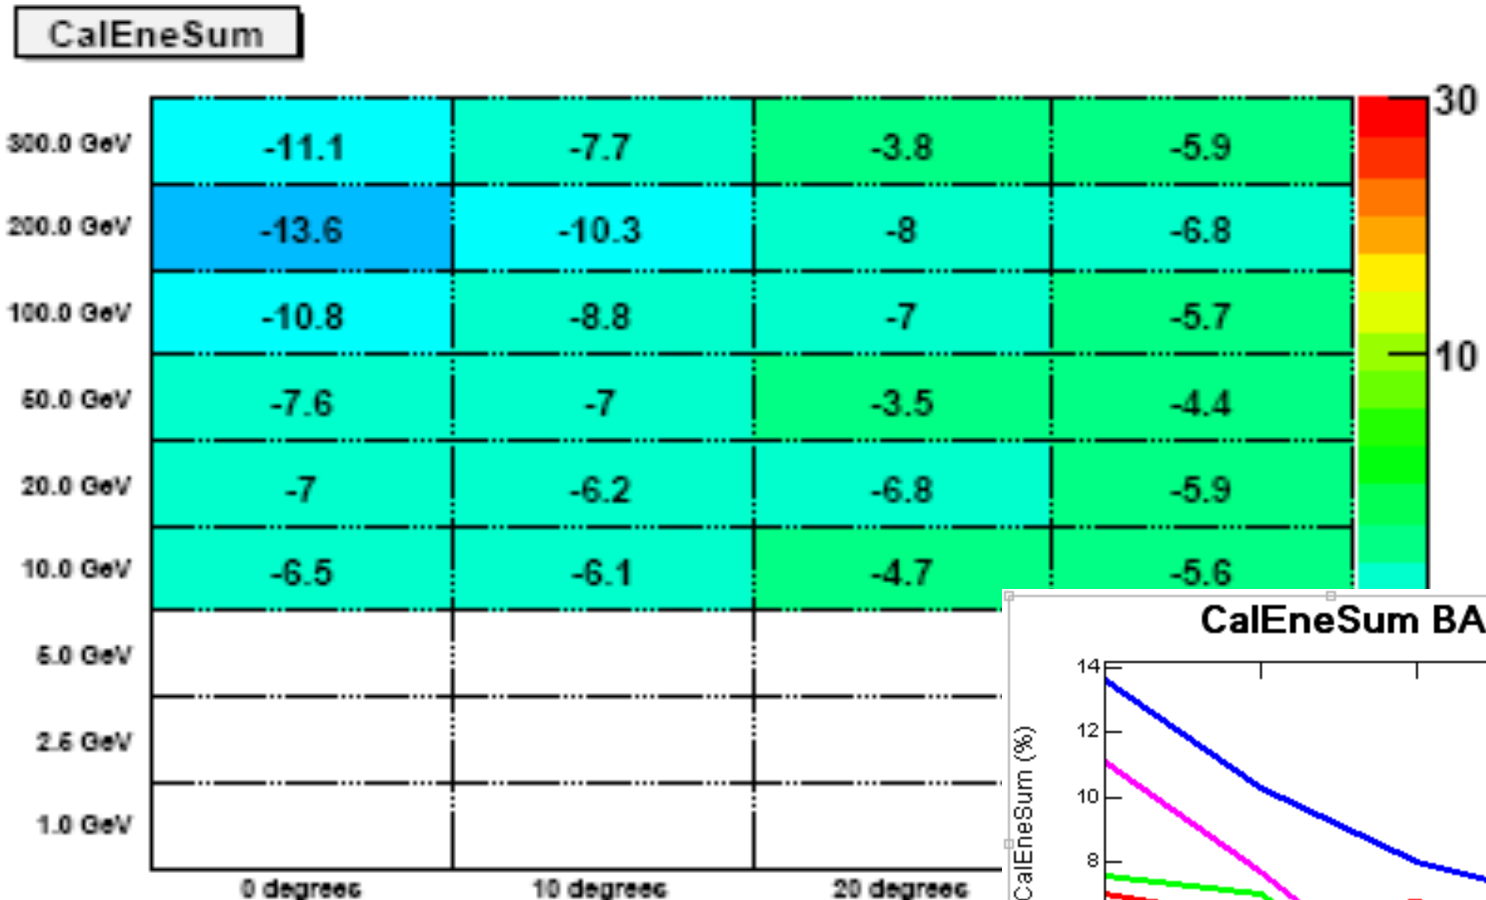 CalEneSum
30
300.0 GeV -11.1 -7.7 -3.8 -5.9
200.0 GeV -13.6 -10.3 -8 -6.8
100.0 GeV -10.8 -8.8 -7 -5.7
10
50.0 GeV -7.6 -7 -3.5 -4.4
20.0 GeV -7 -6.2 -6.8 -5.9
10.0 GeV -6.5 -6.1 -4.7 -5.6
5.0 GeV
2.5 GeV
1.0 GeV
0 degrees 10 degrees 20 degrees
CalEneSum BA
14
12
10
8
CalEneSum (%)